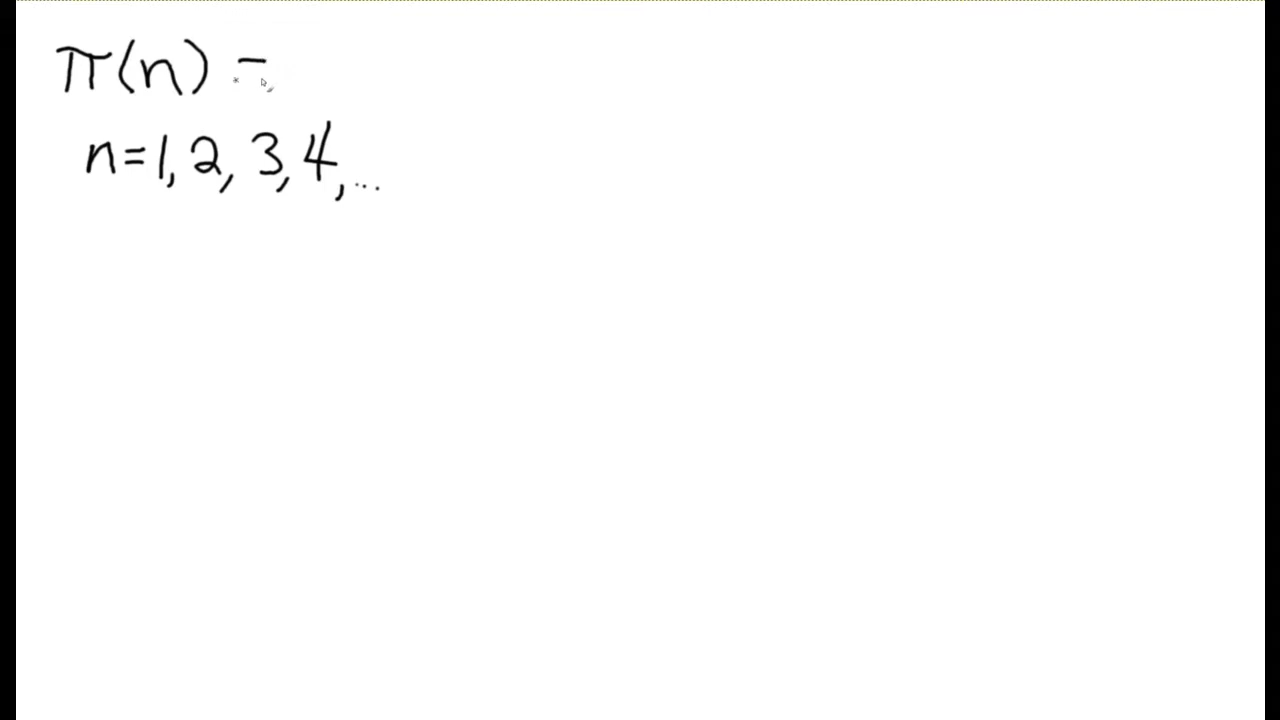 π(n) =
n=1, 2, 3, 4, ...